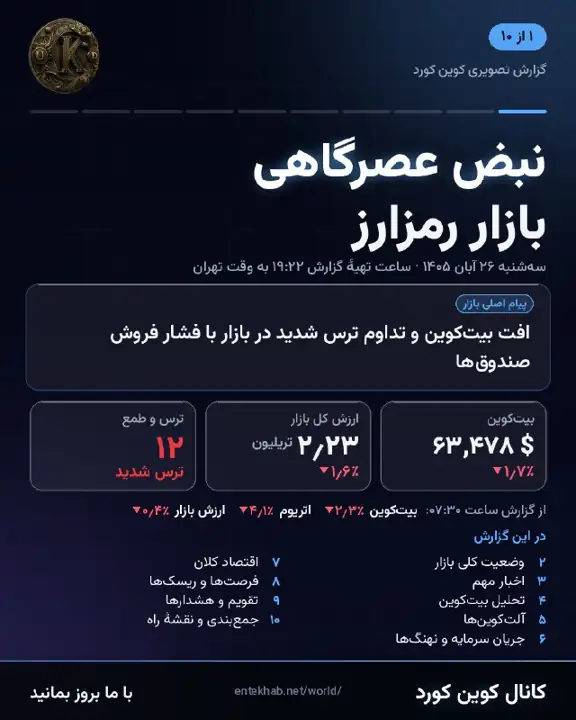 ۱ از ۱۰
گزارش تصویری کوین کورد
نبض عصرگاهی
بازار رمزارز
سه‌شنبه ۲۶ آبان ۱۴۰۵ · ساعت تهیهٔ گزارش ۱۹:۲۲ به وقت تهران
پیام اصلی بازار
افت بیت‌کوین و تداوم ترس شدید در بازار با فشار فروش
صندوق‌ها
بیت‌کوین
۶۳,۴۷۸ $
▼۱٫۷٪
ارزش کل بازار
۲٫۲۳ تریلیون
▼۱٫۶٪
ترس و طمع
۱۲
ترس شدید
از گزارش ساعت ۰۷:۳۰: بیت‌کوین ▼۲٫۳٪ اتریوم ▼۴٫۱٪ ارزش بازار ▼۰٫۴٪
در این گزارش
۲ وضعیت کلی بازار
۳ اخبار مهم
۴ تحلیل بیت‌کوین
۵ آلت‌کوین‌ها
۶ جریان سرمایه و نهنگ‌ها
۷ اقتصاد کلان
۸ فرصت‌ها و ریسک‌ها
۹ تقویم و هشدارها
۱۰ جمع‌بندی و نقشهٔ راه
کانال کوین کورد
entekhab.net/world/
با ما بروز بمانید
K